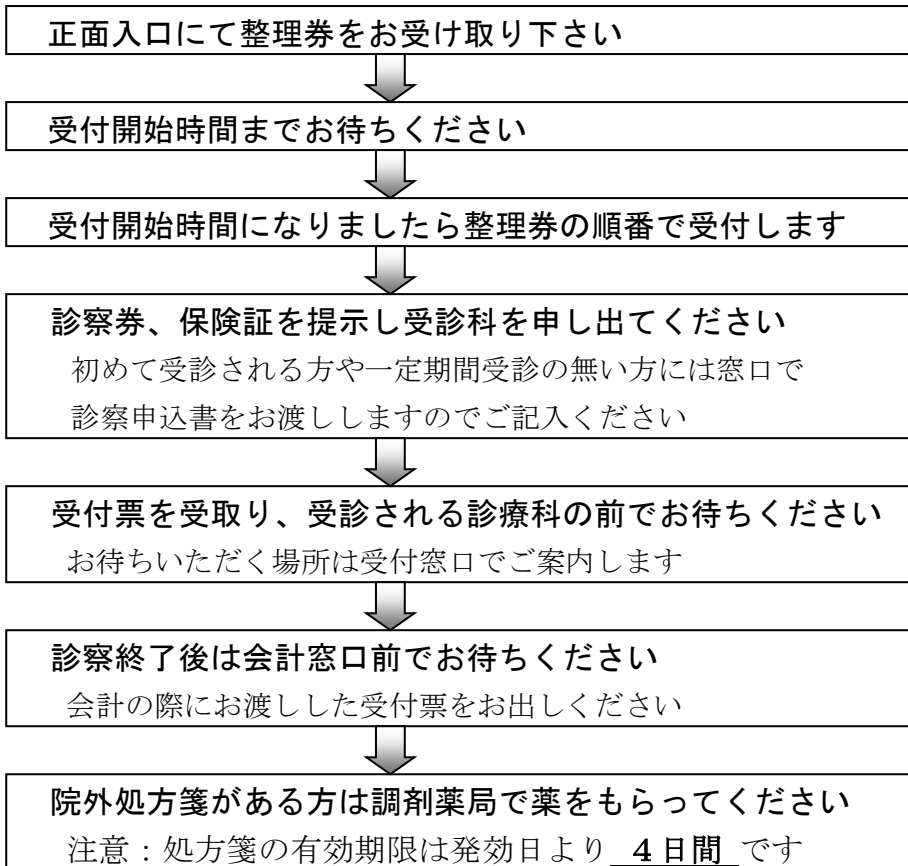 正面入口にて整理券をお受け取り下さい
受付開始時間までお待ちください
受付開始時間になりましたら整理券の順番で受付します
診察券、保険証を提示し受診科を申し出てください
初めて受診される方や一定期間受診の無い方には窓口で
診察申込書をお渡ししますのでご記入ください
受付票を受取り、受診される診療科の前でお待ちください
お待ちいただく場所は受付窓口でご案内します
診察終了後は会計窓口前でお待ちください
会計の際にお渡しした受付票をお出しください
院外処方箋がある方は調剤薬局で薬をもらってください
注意：処方箋の有効期限は発効日より 4日間 です